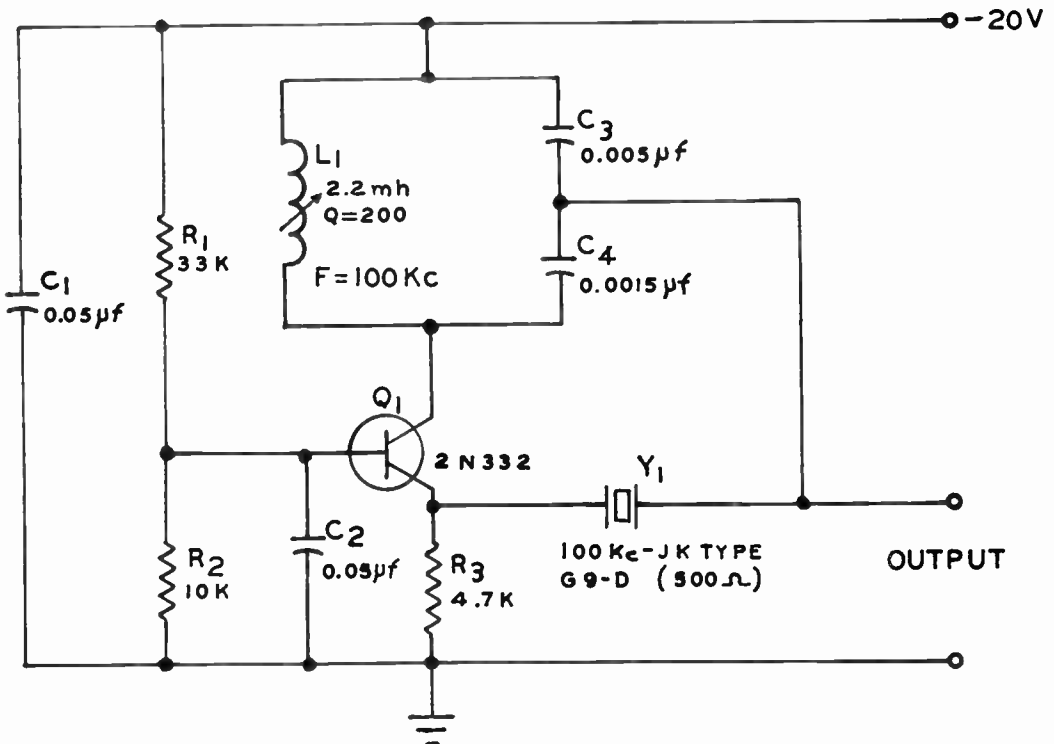 -20V
C3
0.005µf
L1
2.2mh
Q=200
R1
33K
C4
0.0015µf
F=100Kc
C1
0.05µf
Q1
2N332
Y1
C2
0.05µf
R2
10K
R3
4.7K
100Kc-JK TYPE
G9-D (500Ω)
OUTPUT